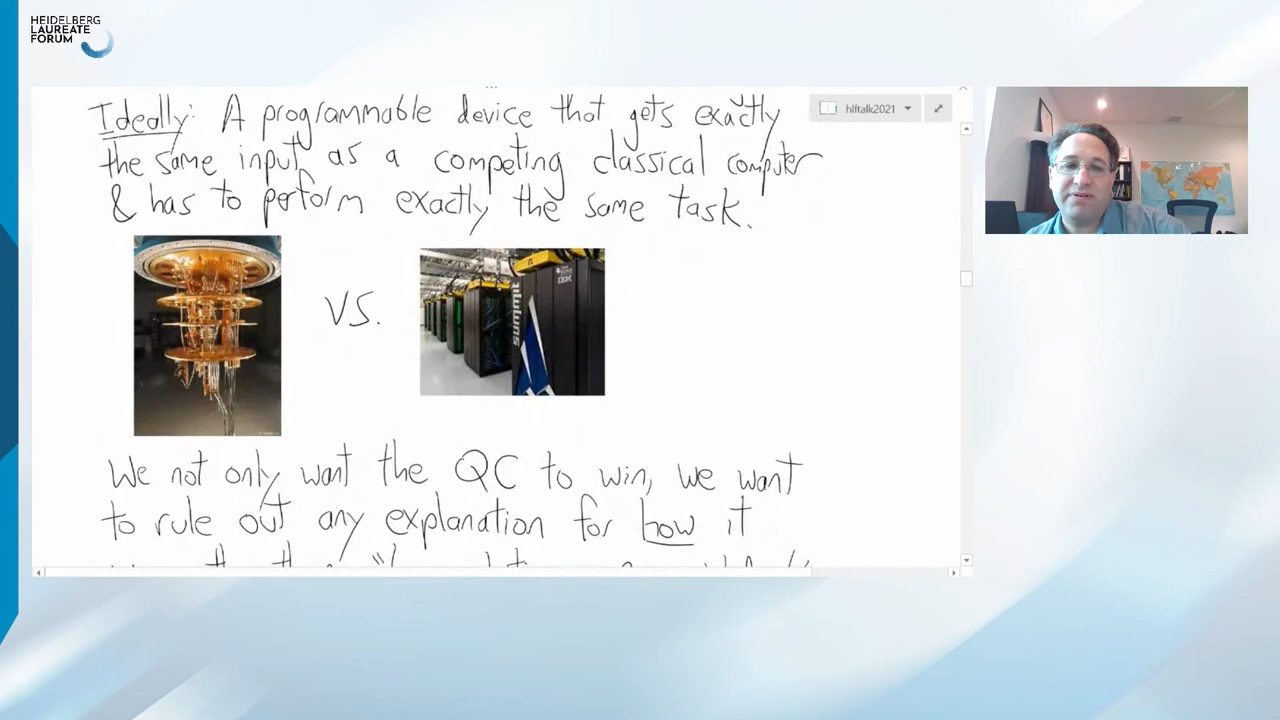 HEIDELBERG
LAUREATE
FORUM
hlftalk2021
Ideally: A programmable device that gets exactly
the same input as a competing classical computer
& has to perform exactly the same task.
VS.
SUMMIT
IBM
We not only want the QC to win, we want
to rule out any explanation for how it